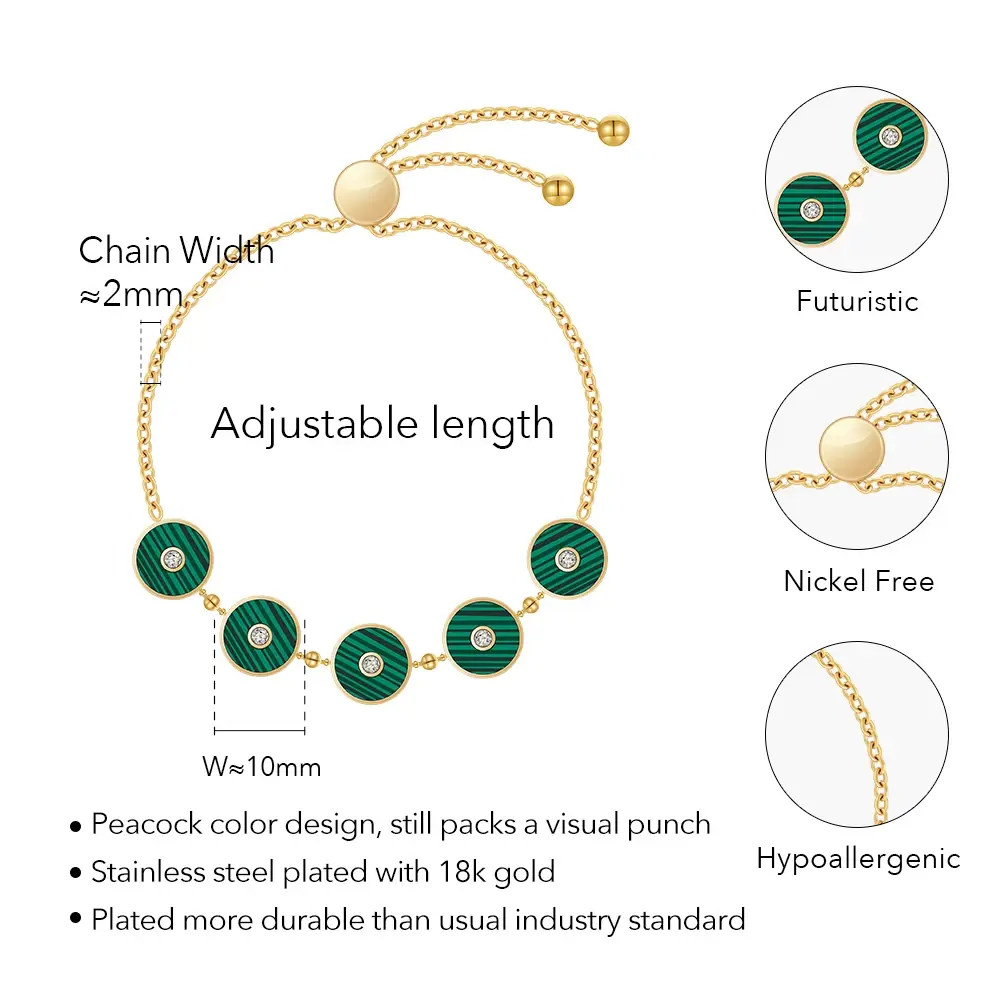 Chain Width
≈2mm
Adjustable length
W≈10mm
Futuristic
Nickel Free
Hypoallergenic
• Peacock color design, still packs a visual punch
• Stainless steel plated with 18k gold
• Plated more durable than usual industry standard